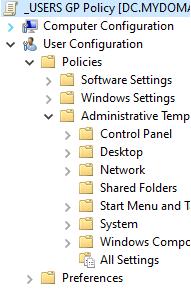 _USERS GP Policy [DC.MYDOMA
Computer Configuration
User Configuration
Policies
Software Settings
Windows Settings
Administrative Temp
Control Panel
Desktop
Network
Shared Folders
Start Menu and T
System
Windows Compo
All Settings
Preferences